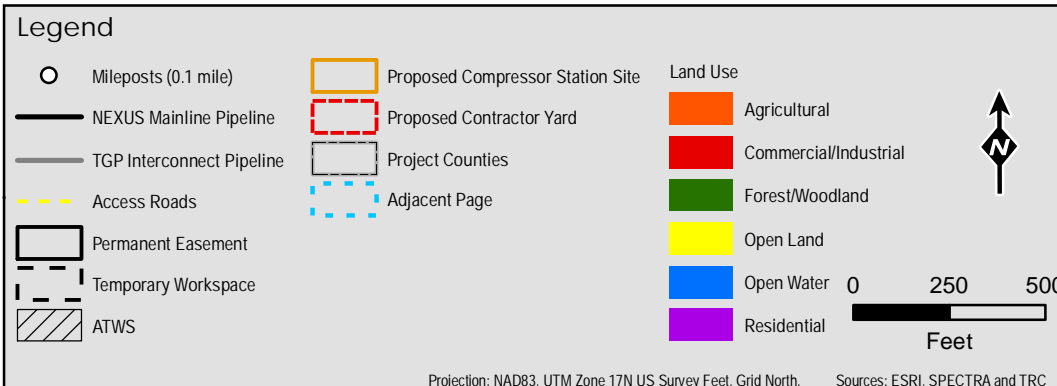 Legend
Mileposts (0.1 mile)
NEXUS Mainline Pipeline
TGP Interconnect Pipeline
Access Roads
Permanent Easement
Temporary Workspace
ATWS
Proposed Compressor Station Site
Proposed Contractor Yard
Project Counties
Adjacent Page
Land Use
Agricultural
Commercial/Industrial
Forest/Woodland
Open Land
Open Water
Residential
N
0 250 500
Feet
Projection: NAD83, UTM Zone 17N US Survey Feet, Grid North. Sources: ESRI, SPECTRA and TRC